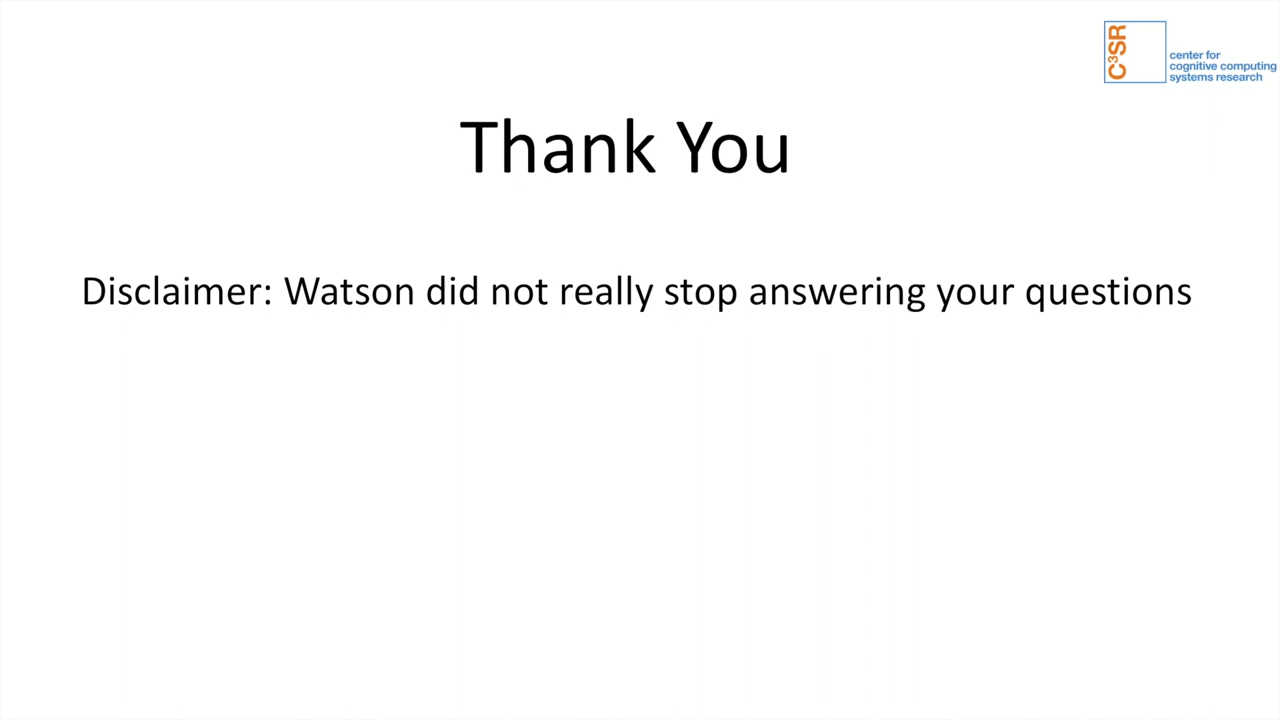 C³SR
center for
cognitive computing
systems research
Thank You
Disclaimer: Watson did not really stop answering your questions